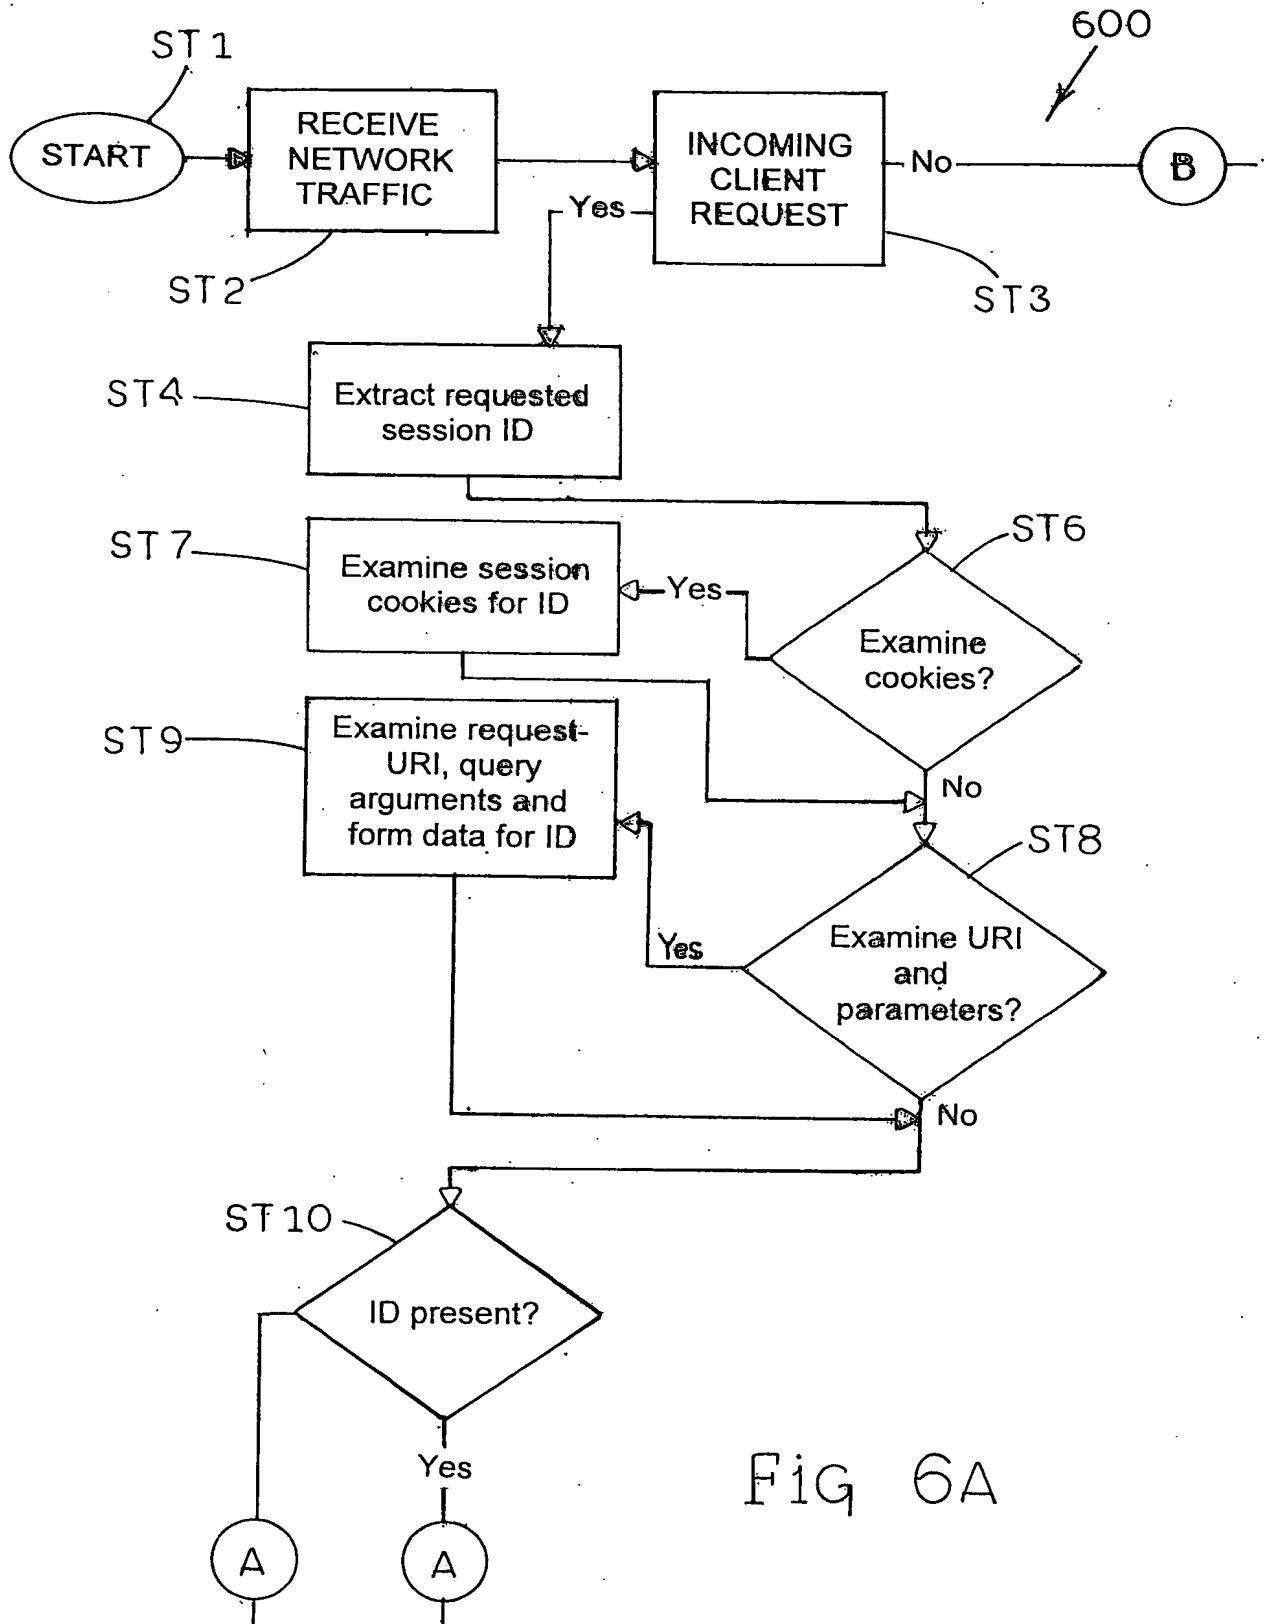 600
ST1
START
RECEIVE
NETWORK
TRAFFIC
INCOMING
CLIENT
REQUEST
No
B
Yes
ST2
ST3
ST4
Extract requested
session ID
ST6
ST7
Examine session
cookies for ID
Yes
Examine
cookies?
ST9
Examine request-
URI, query
arguments and
form data for ID
No
ST8
Yes
Examine URI
and
parameters?
No
ST10
ID present?
Yes
A
A
Fig 6A